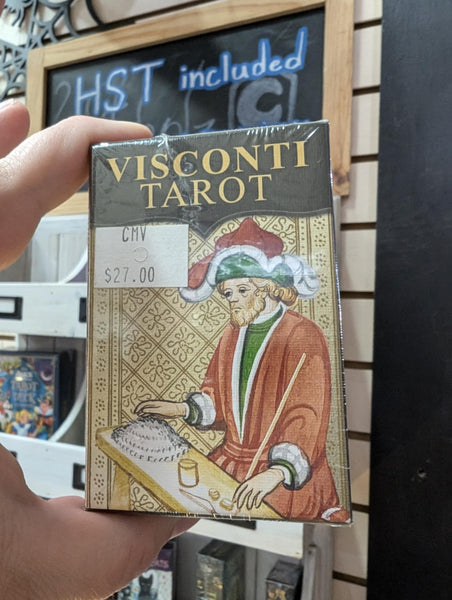 HST included
VISCONTI
TAROT
CMV
$27.00